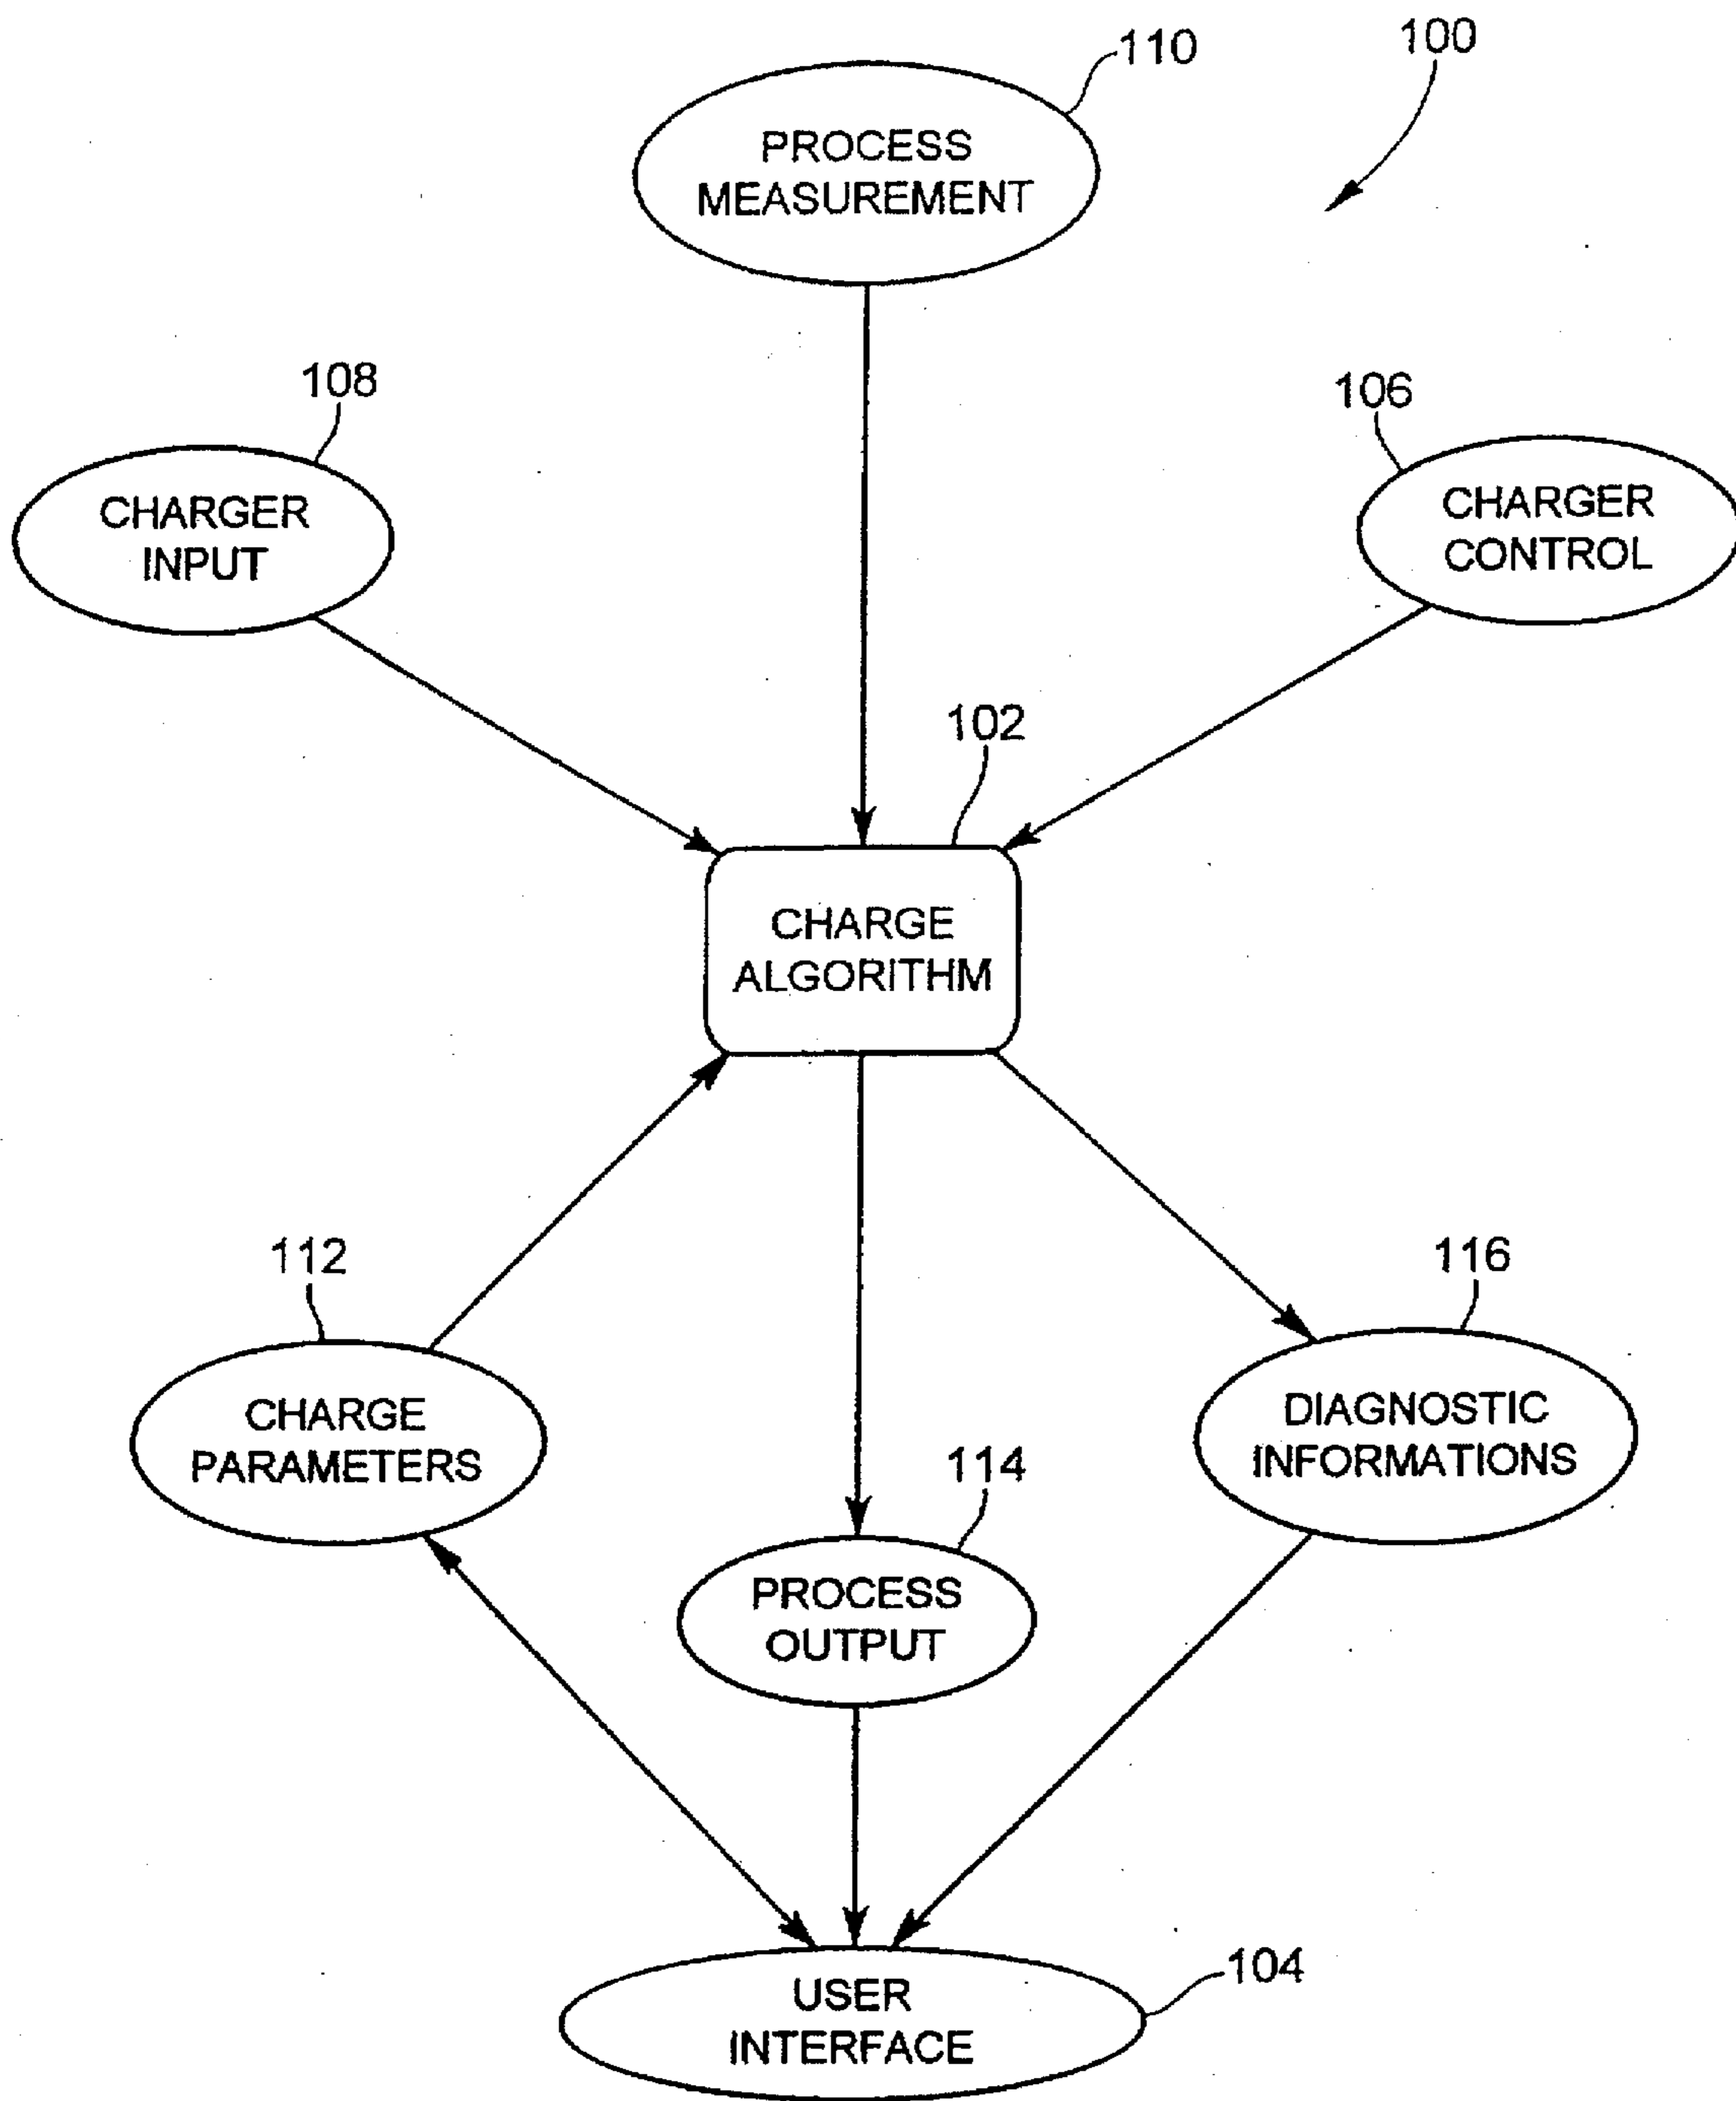 110
100
PROCESS
MEASUREMENT
108
106
CHARGER
INPUT
CHARGER
CONTROL
102
CHARGE
ALGORITHM
112
116
CHARGE
PARAMETERS
DIAGNOSTIC
INFORMATIONS
114
PROCESS
OUTPUT
104
USER
INTERFACE